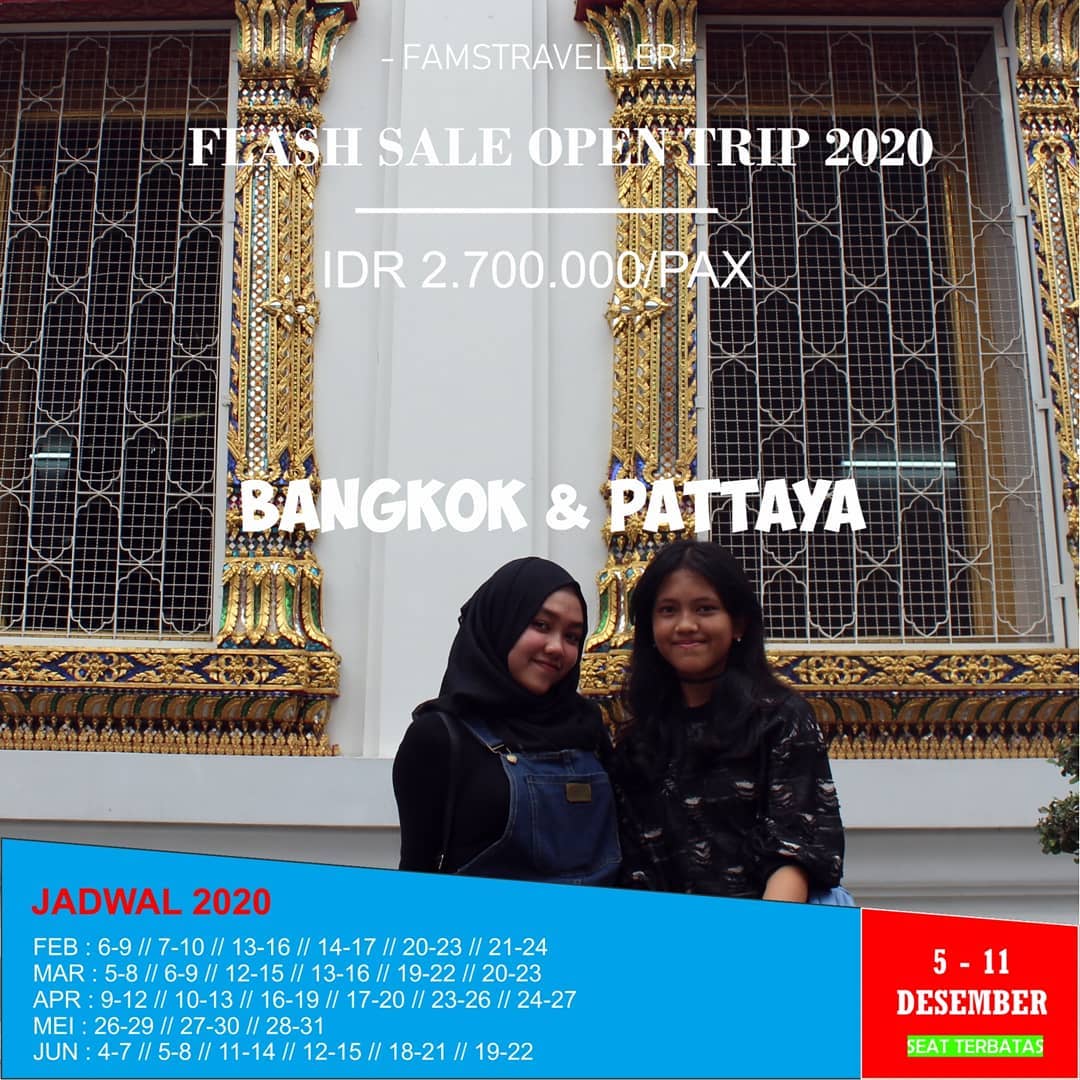 - FAMSTRAVELLER-
FLASH SALE OPEN TRIP 2020
IDR 2.700.000/PAX
BANGKOK & PATTAYA
JADWAL 2020
FEB : 6-9 // 7-10 // 13-16 // 14-17 // 20-23 // 21-24
MAR : 5-8 // 6-9 // 12-15 // 13-16 // 19-22 // 20-23
APR : 9-12 // 10-13 // 16-19 // 17-20 // 23-26 // 24-27
MEI : 26-29 // 27-30 // 28-31
JUN : 4-7 // 5-8 // 11-14 // 12-15 // 18-21 // 19-22
5 - 11
DESEMBER
SEAT TERBATAS